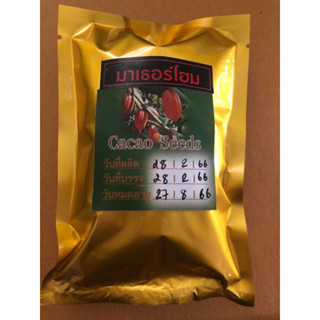 มาเธอร์โฮม
Cacao Seeds
วันที่ผลิต 28 / 2 / 66
วันที่บรรจุ 28 / 2 / 66
วันหมดอายุ 27 / 8 / 66